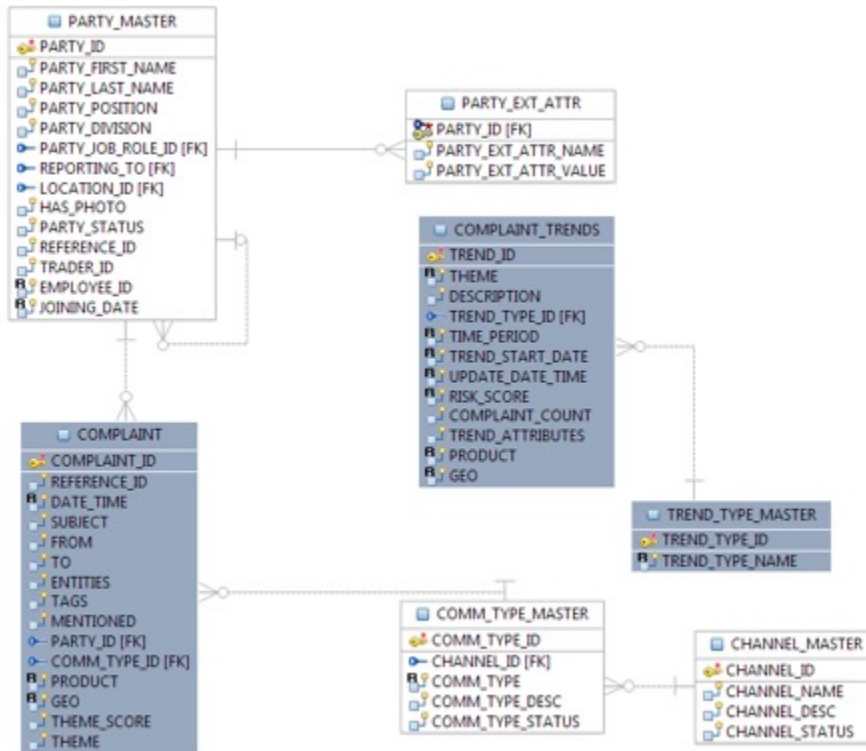 PARTY_MASTER
PARTY_ID
PARTY_FIRST_NAME
PARTY_LAST_NAME
PARTY_POSITION
PARTY_DIVISION
PARTY_JOB_ROLE_ID [FK]
REPORTING_TO [FK]
LOCATION_ID [FK]
HAS_PHOTO
PARTY_STATUS
REFERENCE_ID
TRADER_ID
R EMPLOYEE_ID
R JOINING_DATE
PARTY_EXT_ATTR
PARTY_ID [FK]
PARTY_EXT_ATTR_NAME
PARTY_EXT_ATTR_VALUE
COMPLAINT_TRENDS
TREND_ID
R THEME
DESCRIPTION
TREND_TYPE_ID [FK]
R TIME_PERIOD
R TREND_START_DATE
R UPDATE_DATE_TIME
R RISK_SCORE
COMPLAINT_COUNT
TREND_ATTRIBUTES
R PRODUCT
R GEO
COMPLAINT
COMPLAINT_ID
REFERENCE_ID
R DATE_TIME
SUBJECT
FROM
TO
ENTITIES
TAGS
MENTIONED
PARTY_ID [FK]
COMM_TYPE_ID [FK]
R PRODUCT
R GEO
THEME_SCORE
THEME
TREND_TYPE_MASTER
TREND_TYPE_ID
R TREND_TYPE_NAME
COMM_TYPE_MASTER
COMM_TYPE_ID
CHANNEL_ID [FK]
R COMM_TYPE
COMM_TYPE_DESC
COMM_TYPE_STATUS
CHANNEL_MASTER
CHANNEL_ID
CHANNEL_NAME
CHANNEL_DESC
CHANNEL_STATUS